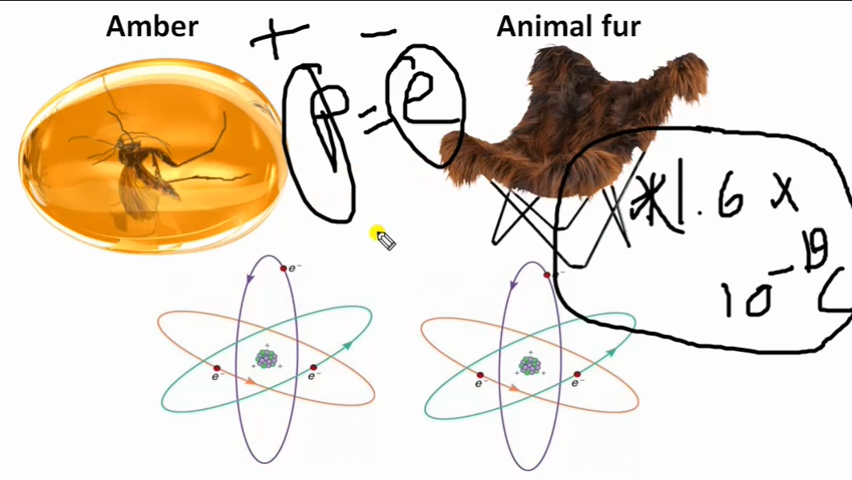 Amber
Animal fur
+ -
p = e
1.6 x
10^-19 C
e⁻ e⁻
e⁻ e⁻ e⁻ e⁻